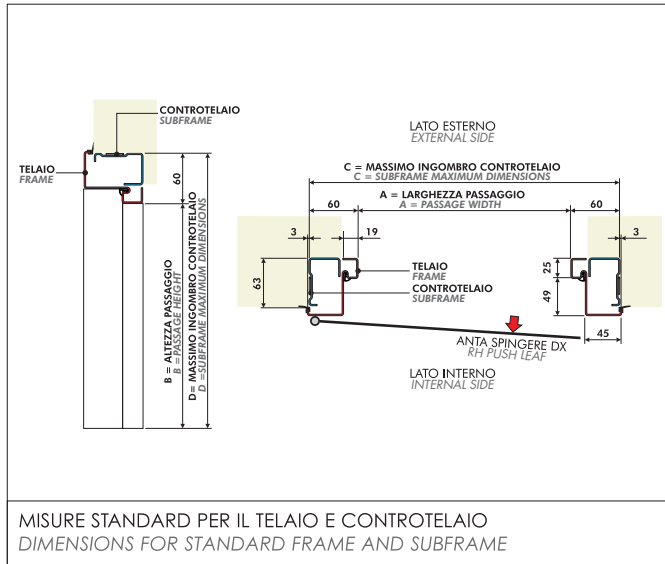 CONTROTELAIO
SUBFRAME
TELAIO
FRAME
60
B = ALTEZZA PASSAGGIO
B = PASSAGE HEIGHT
D= MASSIMO INGOMBRO CONTROTELAIO
D =SUBFRAME MAXIMUM DIMENSIONS
LATO ESTERNO
EXTERNAL SIDE
C = MASSIMO INGOMBRO CONTROTELAIO
C = SUBFRAME MAXIMUM DIMENSIONS
A = LARGHEZZA PASSAGGIO
A = PASSAGE WIDTH
60
60
3
19
3
63
TELAIO
FRAME
CONTROTELAIO
SUBFRAME
25
49
45
ANTA SPINGERE DX
RH PUSH LEAF
LATO INTERNO
INTERNAL SIDE
MISURE STANDARD PER IL TELAIO E CONTROTELAIO
DIMENSIONS FOR STANDARD FRAME AND SUBFRAME